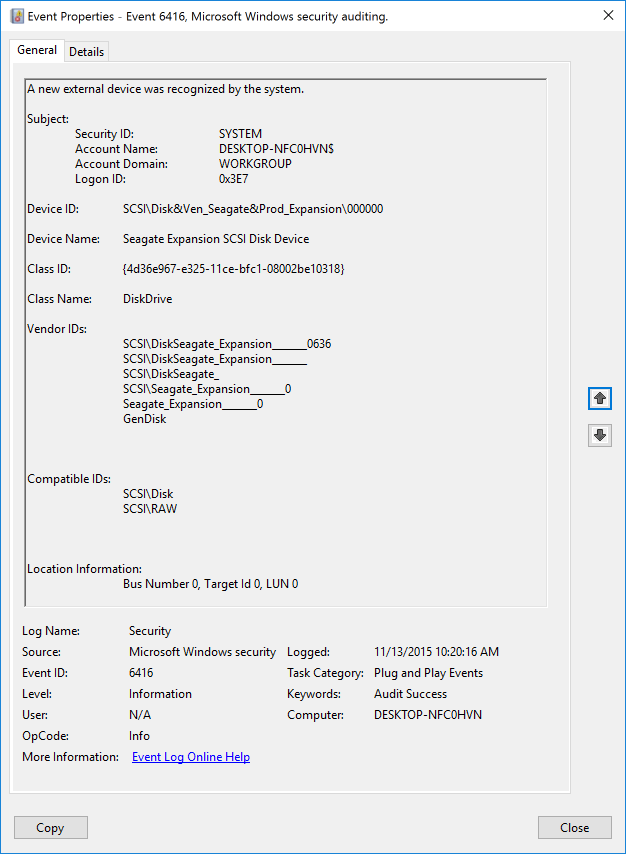 Event Properties - Event 6416, Microsoft Windows security auditing.
General Details
A new external device was recognized by the system.
Subject:
Security ID: SYSTEM
Account Name: DESKTOP-NFC0HVN$
Account Domain: WORKGROUP
Logon ID: 0x3E7
Device ID: SCSI\Disk&Ven_Seagate&Prod_Expansion\000000
Device Name: Seagate Expansion SCSI Disk Device
Class ID: {4d36e967-e325-11ce-bfc1-08002be10318}
Class Name: DiskDrive
Vendor IDs:
SCSI\DiskSeagate_Expansion_______0636
SCSI\DiskSeagate_Expansion_______
SCSI\DiskSeagate_
SCSI\Seagate_Expansion_______0
Seagate_Expansion_______0
GenDisk
Compatible IDs:
SCSI\Disk
SCSI\RAW
Location Information:
Bus Number 0, Target Id 0, LUN 0
Log Name: Security
Source: Microsoft Windows security Logged: 11/13/2015 10:20:16 AM
Event ID: 6416 Task Category: Plug and Play Events
Level: Information Keywords: Audit Success
User: N/A Computer: DESKTOP-NFC0HVN
OpCode: Info
More Information: Event Log Online Help
Copy Close